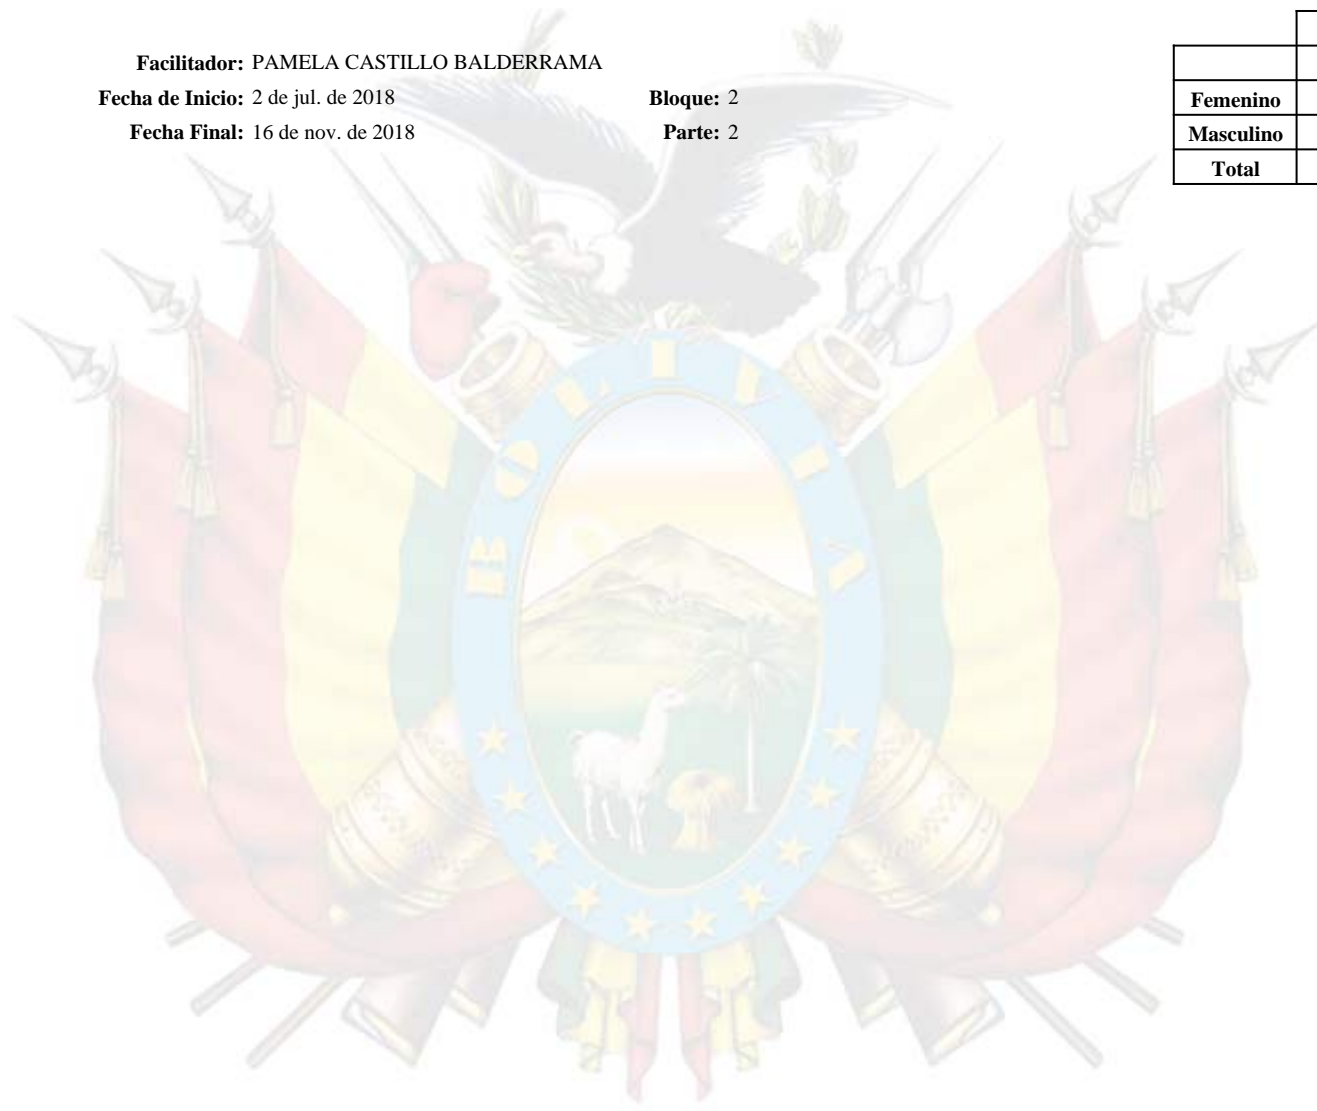 Facilitador: PAMELA CASTILLO BALDERRAMA
Fecha de Inicio: 2 de jul. de 2018 Bloque: 2
Fecha Final: 16 de nov. de 2018 Parte: 2
Femenino
Masculino
Total
BOLIVIA